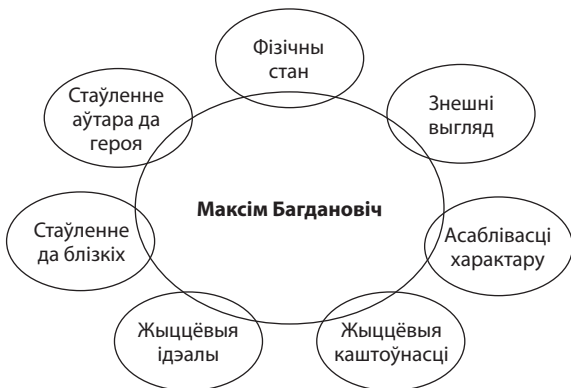 Фізічны
стан
Знешні
выгляд
Стаўленне
аўтара да
героя
Максім Багдановіч
Стаўленне
да блізкіх
Асаблівасці
характару
Жыццёвыя
ідэалы
Жыццёвыя
каштоўнасці